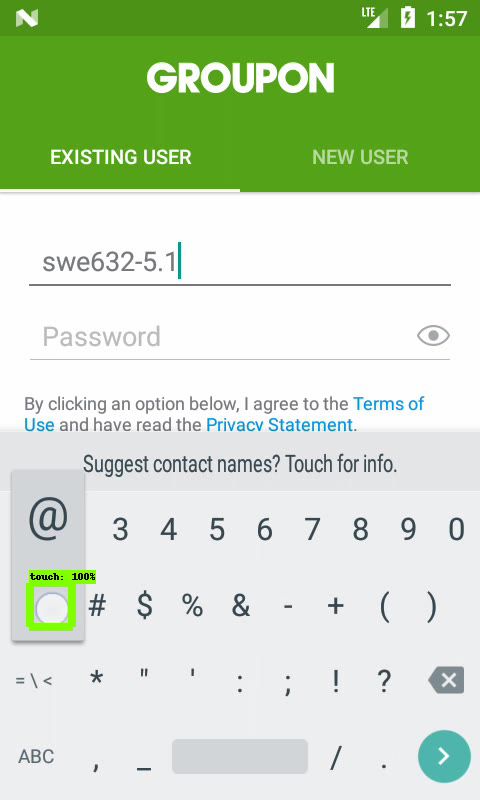 LTE 1:57
GROUPON
EXISTING USER NEW USER
swe632-5.1
Password
By clicking an option below, I agree to the Terms of
Use and have read the Privacy Statement.
Suggest contact names? Touch for info.
@ 3 4 5 6 7 8 9 0
touch: 100%
# $ % & - + ( )
= \ < * " ' : ; ! ?
ABC , _ / .